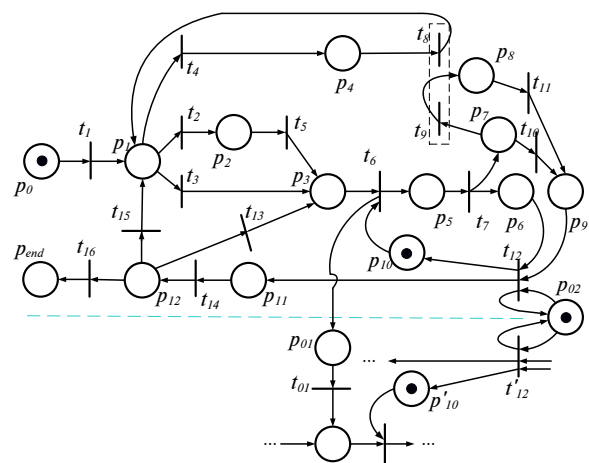 t8
p8
t4
p4
t11
t2
t5
p7
t1
p1
t9
t10
p2
t6
t3
p3
p0
p5
t7
p6
p9
t15
t13
pend
t16
t12
p10
p12
t14
p11
p02
p01
...
t01
t'12
p'10
...
...